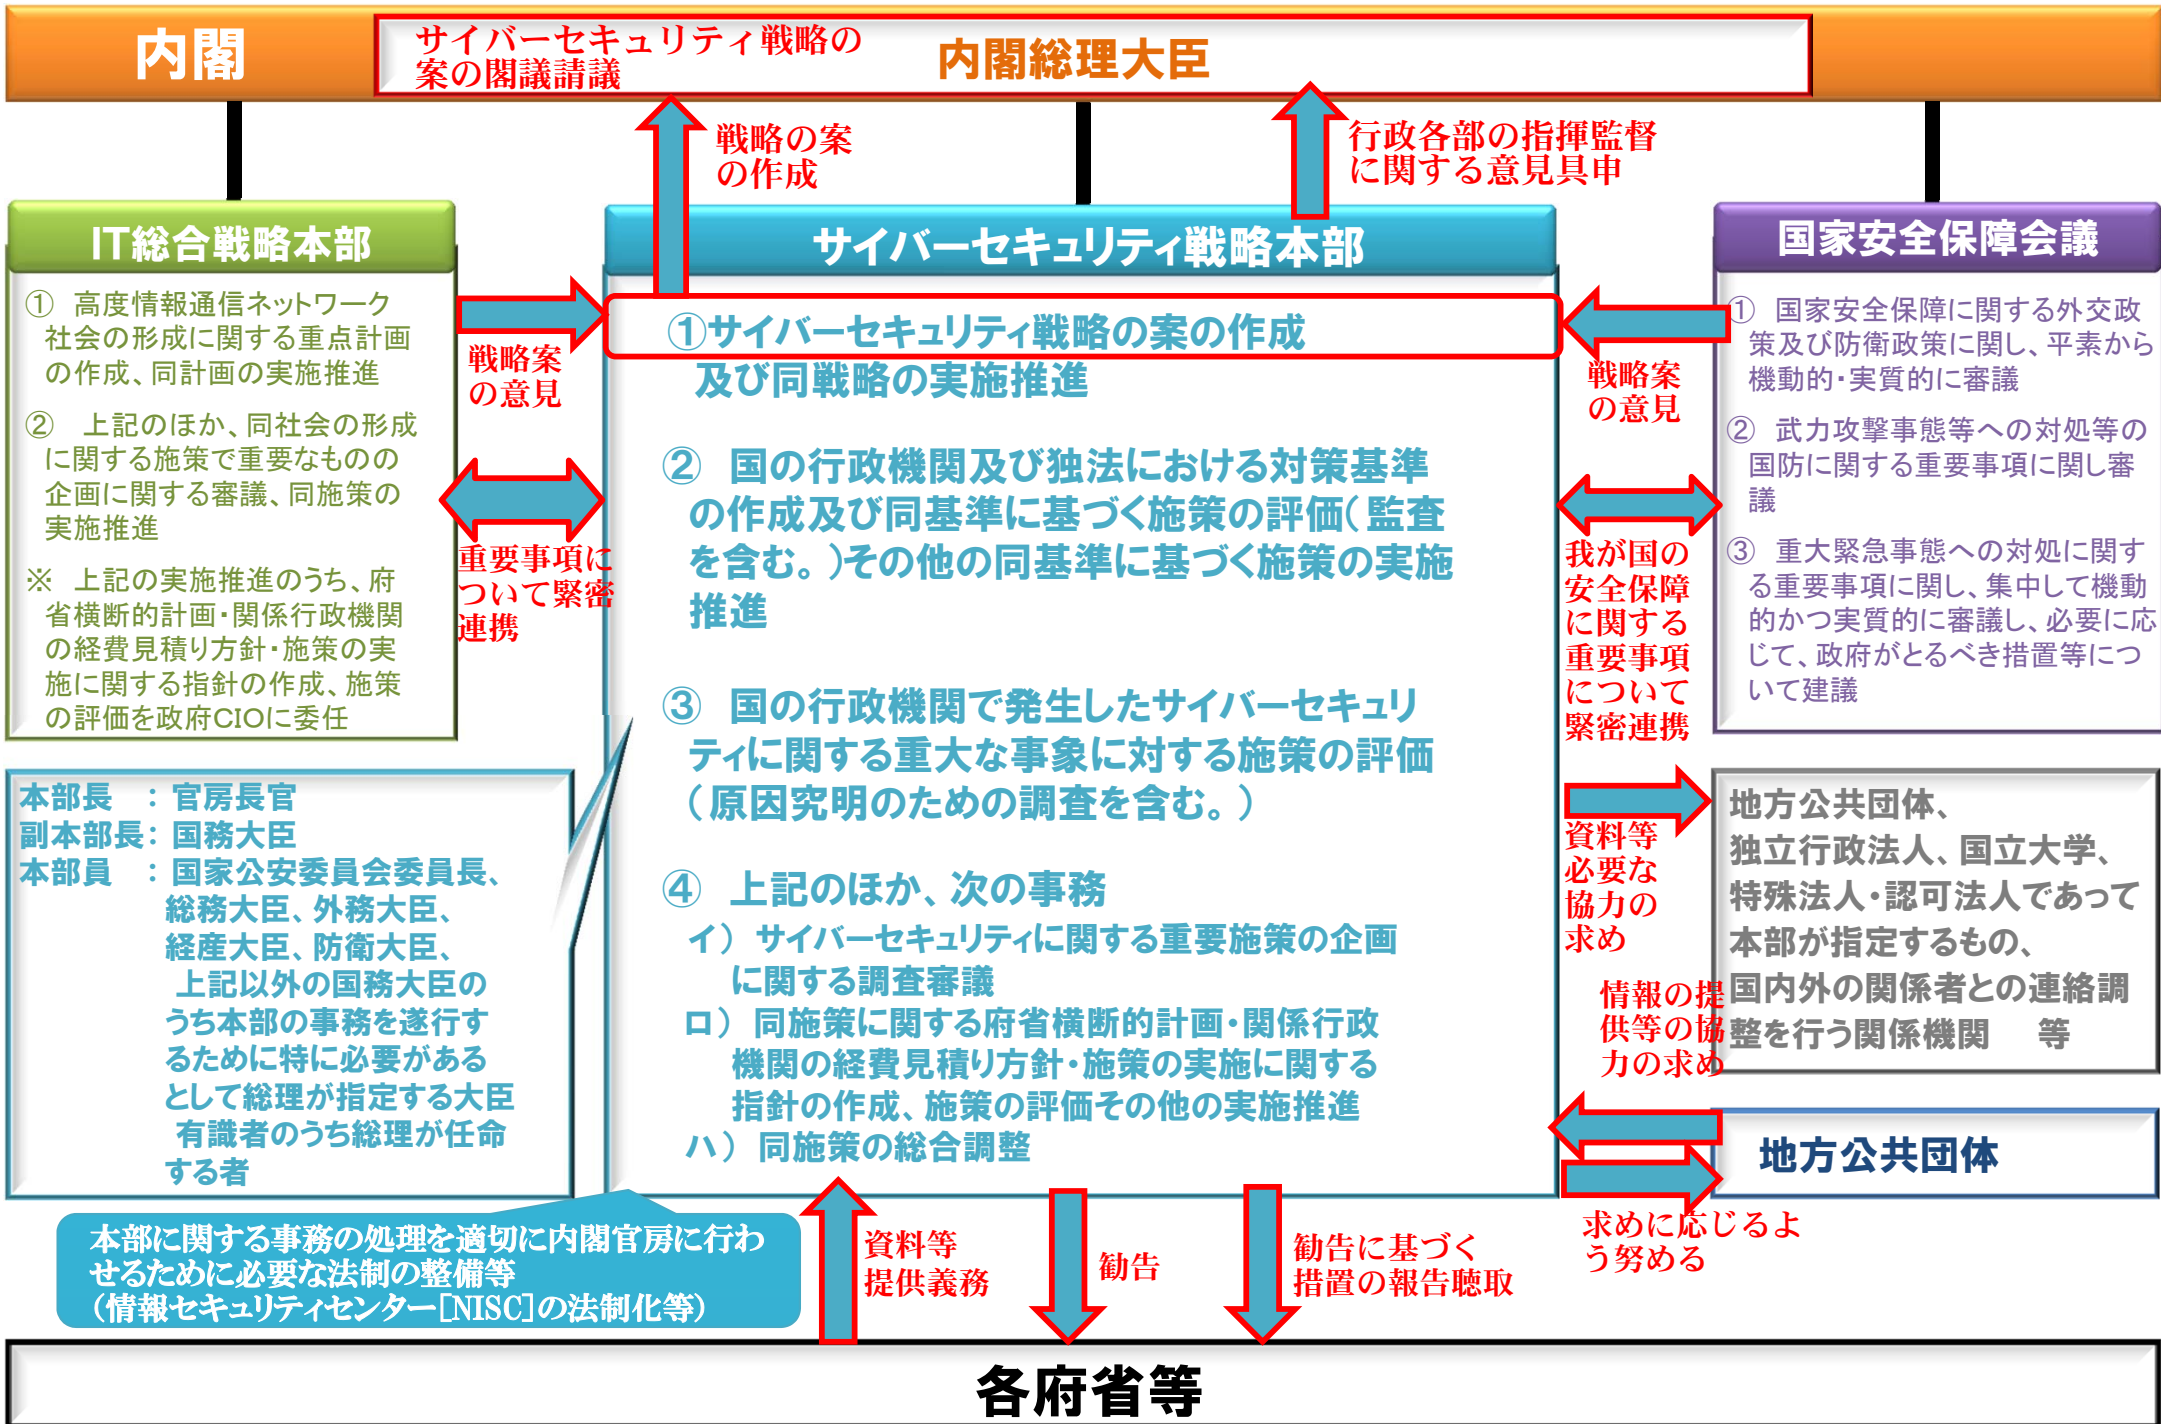 内閣
サイバーセキュリティ戦略の
案の閣議請議
内閣総理大臣
戦略の案
の作成
行政各部の指揮監督
に関する意見具申
IT総合戦略本部
① 高度情報通信ネットワーク
社会の形成に関する重点計画
の作成、同計画の実施推進
② 上記のほか、同社会の形成
に関する施策で重要なものの
企画に関する審議、同施策の
実施推進
※ 上記の実施推進のうち、府
省横断的計画・関係行政機関
の経費見積り方針・施策の実
施に関する指針の作成、施策
の評価を政府CIOに委任
戦略案
の意見
重要事項に
ついて緊密
連携
サイバーセキュリティ戦略本部
①サイバーセキュリティ戦略の案の作成
及び同戦略の実施推進
② 国の行政機関及び独法における対策基準
の作成及び同基準に基づく施策の評価(監査
を含む。)その他の同基準に基づく施策の実施
推進
③ 国の行政機関で発生したサイバーセキュリ
ティに関する重大な事象に対する施策の評価
(原因究明のための調査を含む。)
④ 上記のほか、次の事務
イ) サイバーセキュリティに関する重要施策の企画
に関する調査審議
ロ) 同施策に関する府省横断的計画・関係行政
機関の経費見積り方針・施策の実施に関する
指針の作成、施策の評価その他の実施推進
ハ) 同施策の総合調整
国家安全保障会議
① 国家安全保障に関する外交政
策及び防衛政策に関し、平素から
機動的・実質的に審議
② 武力攻撃事態等への対処等の
国防に関する重要事項に関し審
議
③ 重大緊急事態への対処に関す
る重要事項に関し、集中して機動
的かつ実質的に審議し、必要に応
じて、政府がとるべき措置等につ
いて建議
戦略案
の意見
我が国の
安全保障
に関する
重要事項
について
緊密連携
本部長 : 官房長官
副本部長: 国務大臣
本部員 : 国家公安委員会委員長、
総務大臣、外務大臣、
経産大臣、防衛大臣、
上記以外の国務大臣の
うち本部の事務を遂行す
るために特に必要がある
として総理が指定する大臣
有識者のうち総理が任命
する者
資料等
必要な
協力の
求め
地方公共団体、
独立行政法人、国立大学、
特殊法人・認可法人であって
本部が指定するもの、
国内外の関係者との連絡調
整を行う関係機関 等
情報の提
供等の協
力の求め
地方公共団体
求めに応じるよ
う努める
本部に関する事務の処理を適切に内閣官房に行わ
せるために必要な法制の整備等
(情報セキュリティセンター[NISC]の法制化等)
資料等
提供義務
勧告
勧告に基づく
措置の報告聴取
各府省等